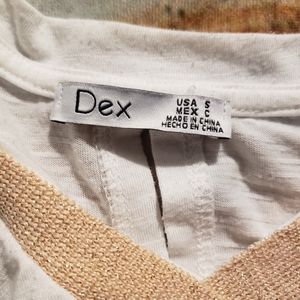 Dex
USA S
MEX C
MADE IN CHINA
HECHO EN CHINA